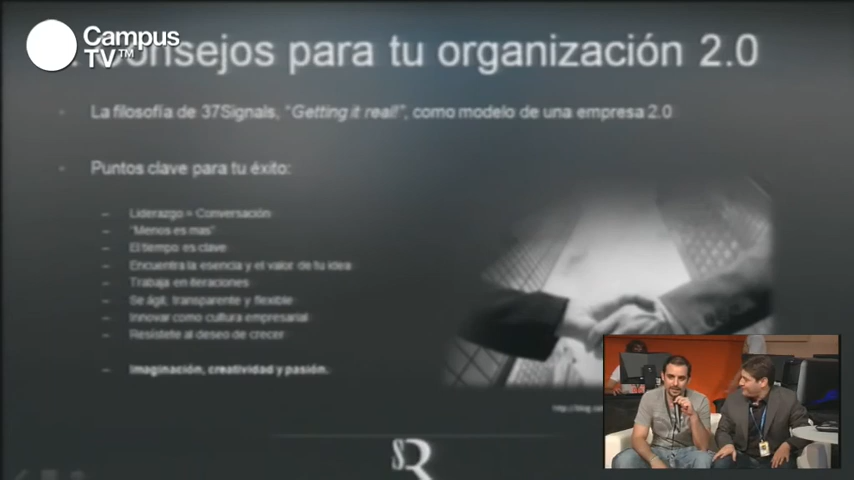 Campus
TV™
Consejos para tu organización 2.0
La filosofía de 37Signals, "Getting it real!", como modelo de una empresa 2.0
Puntos clave para tu éxito:
– Liderazgo = Conversación
– "Menos es mas"
– El tiempo es clave
– Encuentra la esencia y el valor de tu idea
– Trabaja en iteraciones
– Se ágil, transparente y flexible
– Innovar como cultura empresarial
– Resístete al deseo de crecer
– Imaginación, creatividad y pasión.